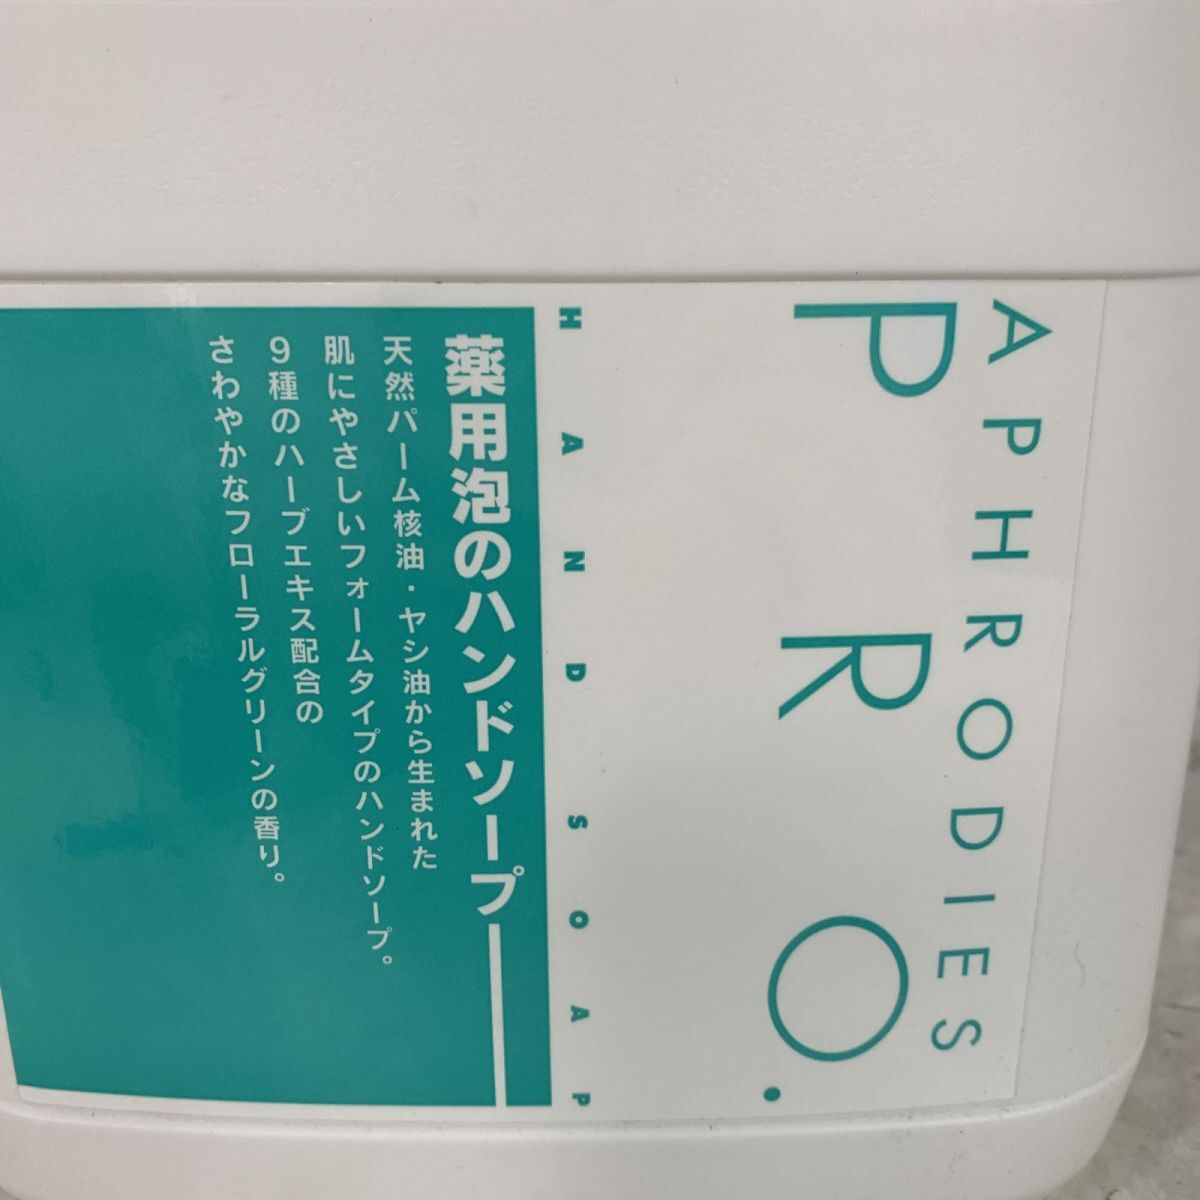 APHRODIES
PRO.
HAND SOAP
薬用泡のハンドソープ
天然パーム核油・ヤシ油から生まれた
肌にやさしいフォームタイプのハンドソープ。
9種のハーブエキス配合の
さわやかなフローラルグリーンの香り。